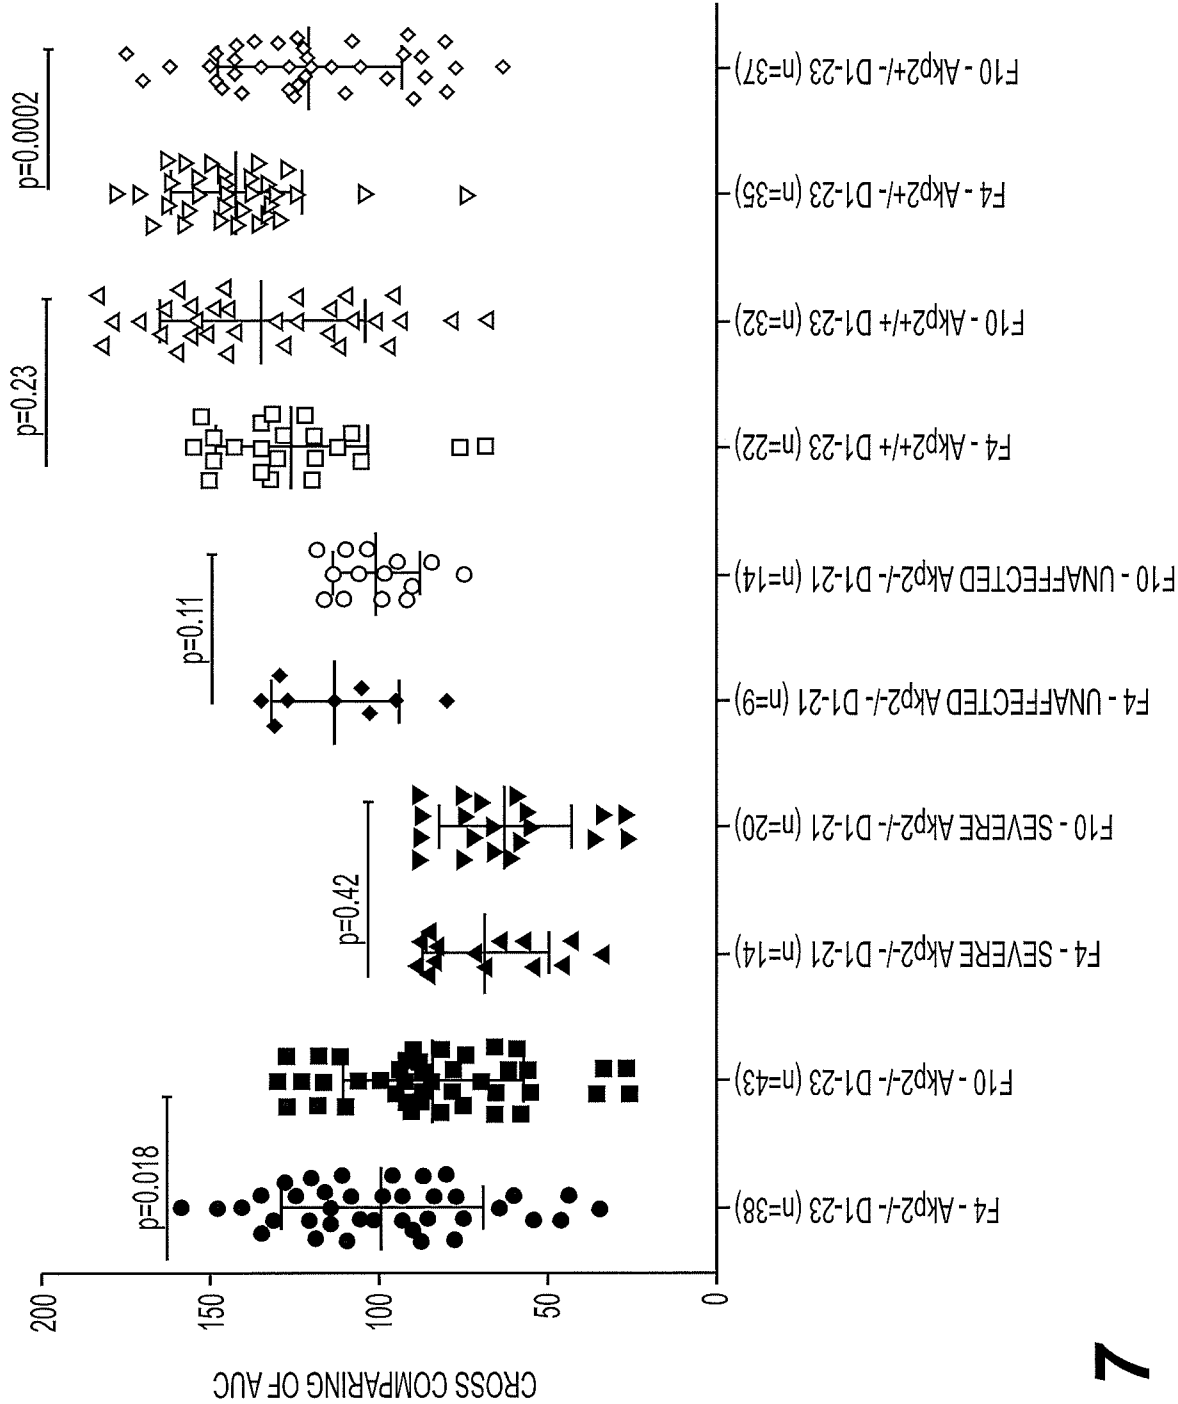 CROSS COMPARING OF AUC
200
150
100
50
0
p=0.018
p=0.42
p=0.11
p=0.23
p=0.0002
F4 - Akp2-/- D1-23 (n=38)
F10 - Akp2-/- D1-23 (n=43)
F4 - SEVERE Akp2-/- D1-21 (n=14)
F10 - SEVERE Akp2-/- D1-21 (n=20)
F4 - UNAFFECTED Akp2-/- D1-21 (n=9)
F10 - UNAFFECTED Akp2-/- D1-21 (n=14)
F4 - Akp2+/+ D1-23 (n=22)
F10 - Akp2+/+ D1-23 (n=32)
F4 - Akp2+/- D1-23 (n=35)
F10 - Akp2+/- D1-23 (n=37)
7